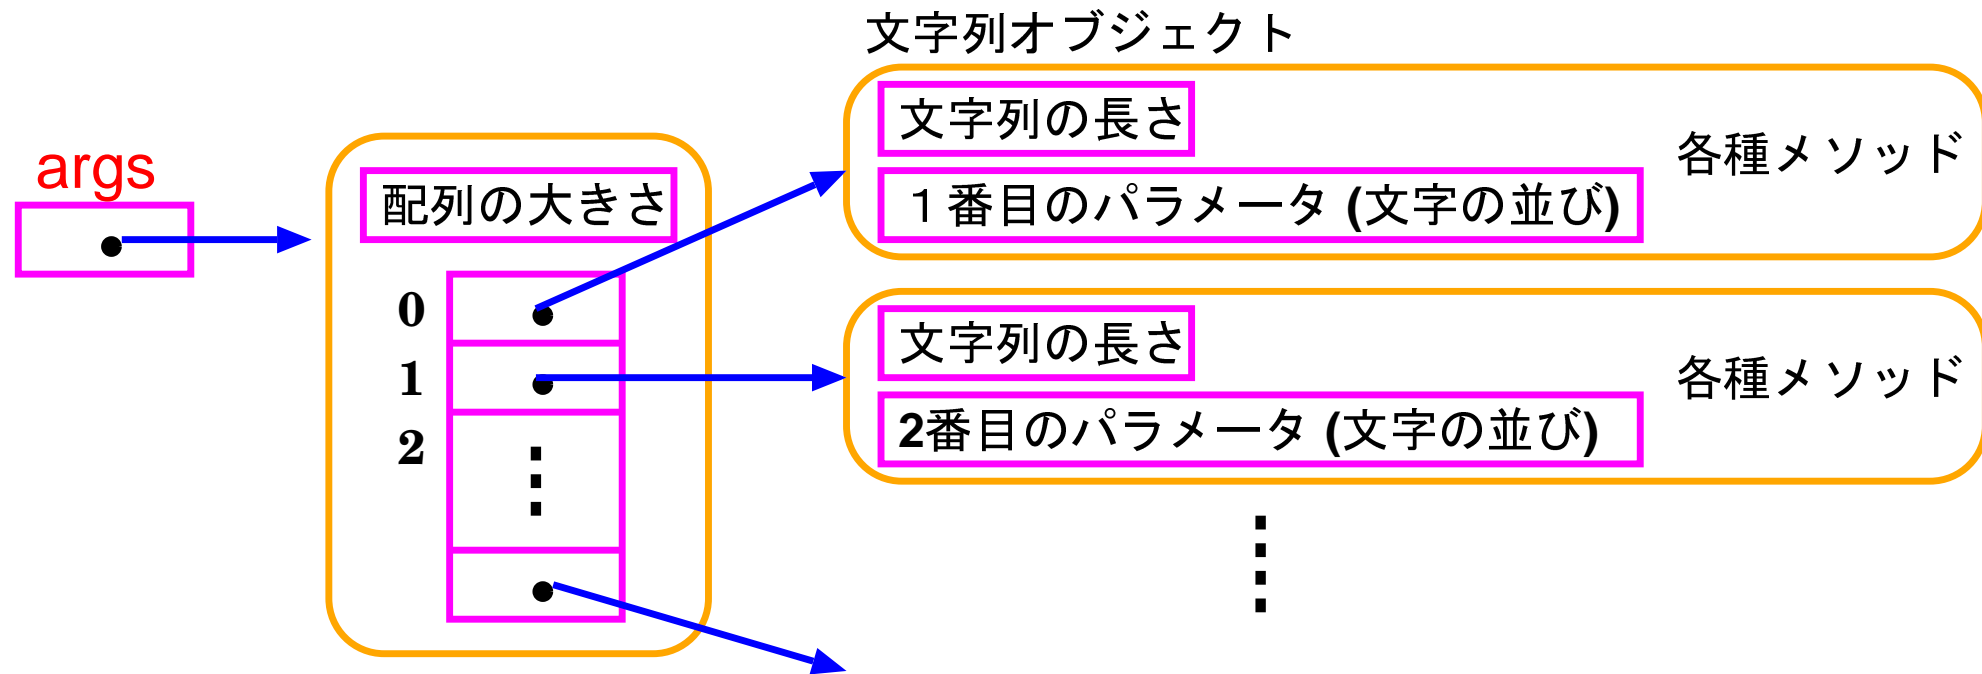 文字列オブジェクト
args
配列の大きさ
0
1
2
文字列の長さ
１番目のパラメータ (文字の並び)
各種メソッド
文字列の長さ
2番目のパラメータ (文字の並び)
各種メソッド